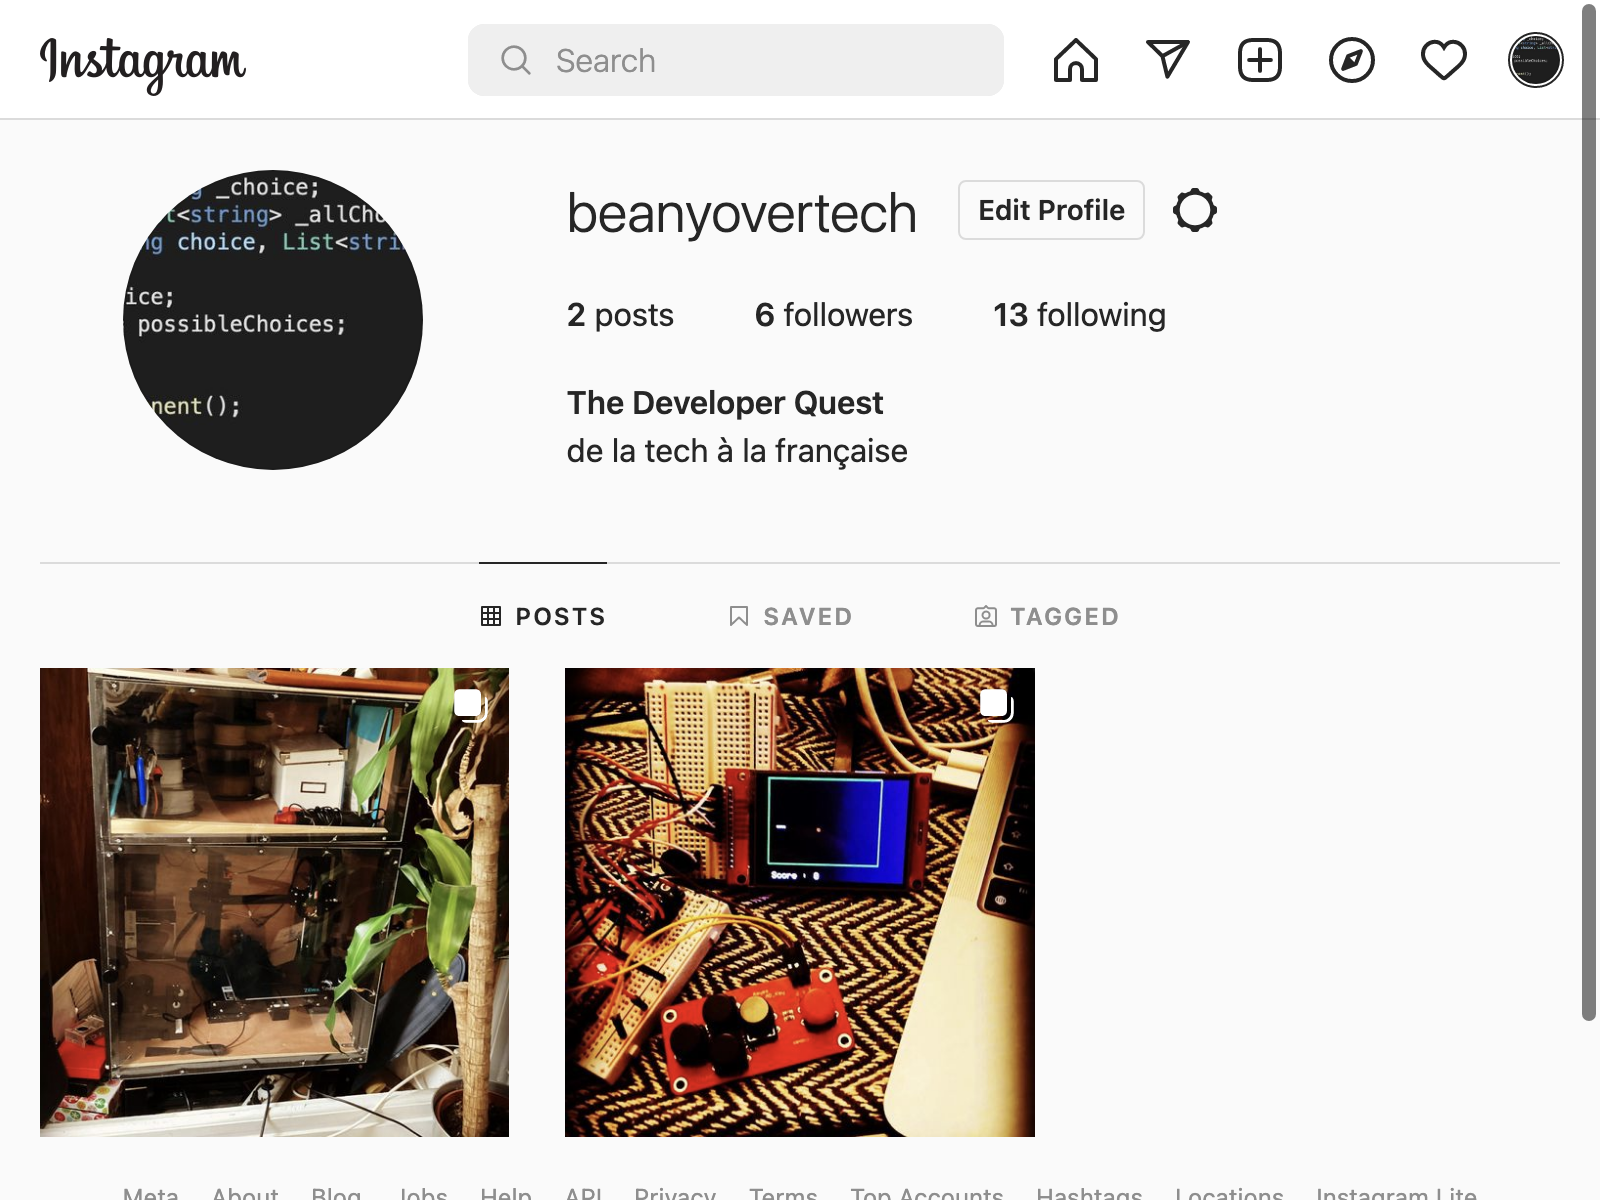 Instagram
Search
_choice;
t<string> _allCho
ng choice, List<stri
ice;
possibleChoices;
nent();
beanyovertech
Edit Profile
2 posts 6 followers 13 following
The Developer Quest
de la tech à la française
POSTS SAVED TAGGED
Score : 0
Meta About Blog Jobs Help API Privacy Terms Top Accounts Hashtags Locations Instagram Lite